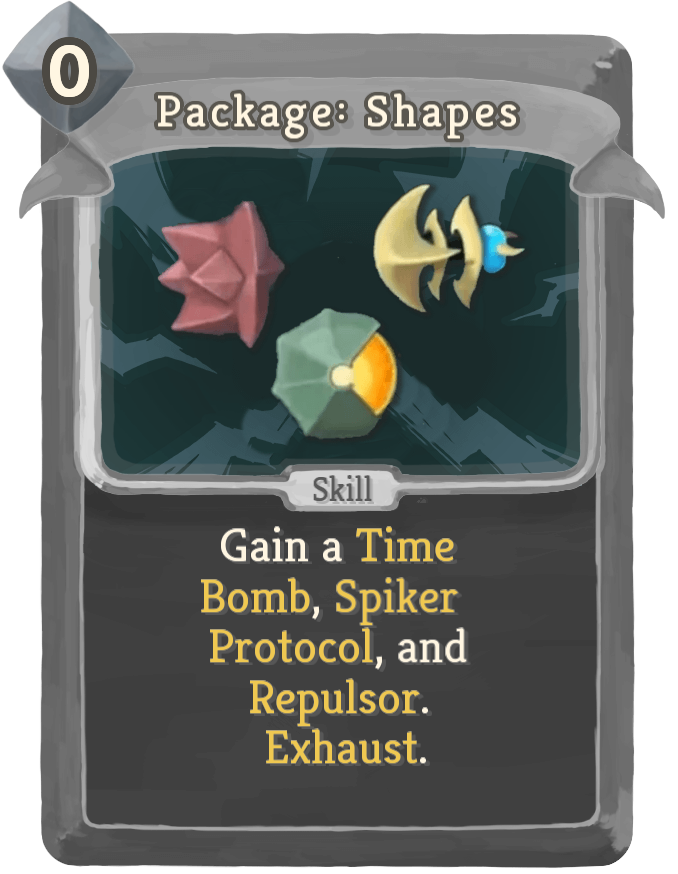 0
Package: Shapes
Skill
Gain a Time
Bomb, Spiker
Protocol, and
Repulsor.
Exhaust.